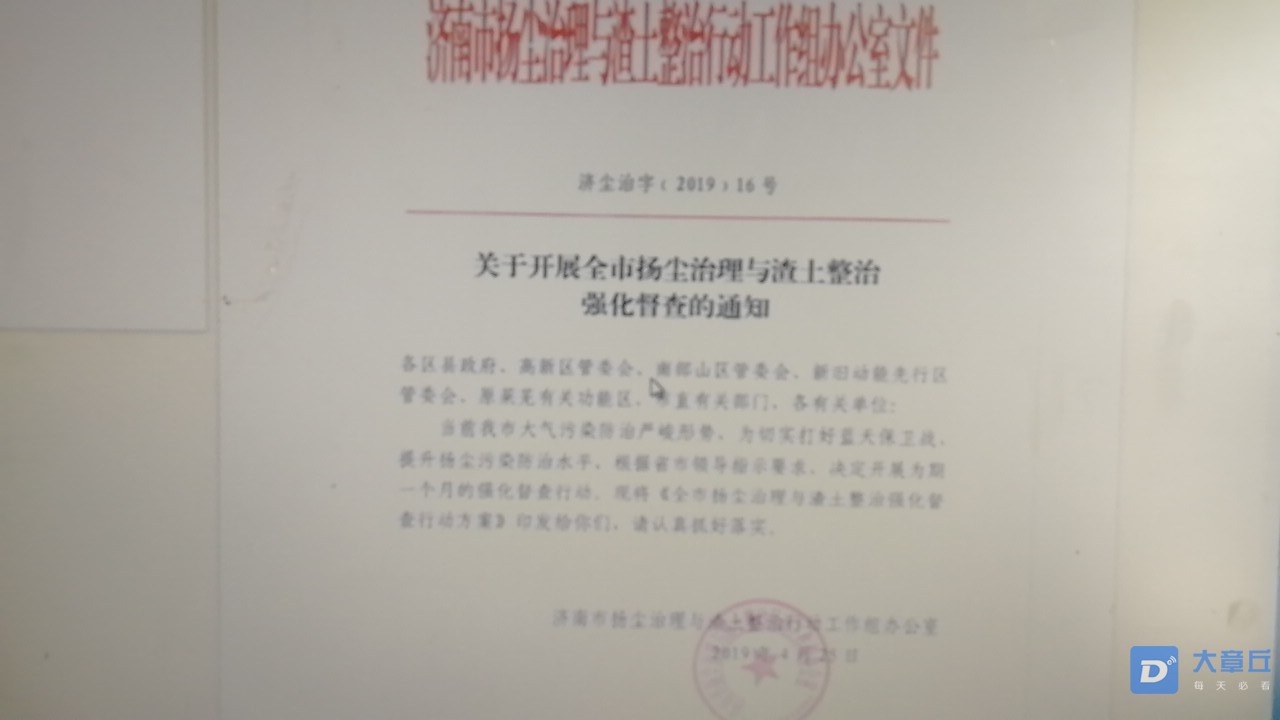 济南市扬尘治理与渣土整治行动工作组办公室文件
济尘治字﹝2019﹞16 号
关于开展全市扬尘治理与渣土整治
强化督查的通知
各区县政府、高新区管委会、南部山区管委会、新旧动能先行区
管委会、原莱芜有关功能区、市直有关部门、各有关单位:
当前我市大气污染防治严峻形势，为切实打好蓝天保卫战，
提升扬尘污染防治水平，根据省市领导指示要求，决定开展为期
一个月的强化督查行动。现将《全市扬尘治理与渣土整治强化督
查行动方案》印发给你们，请认真抓好落实。
济南市扬尘治理与渣土整治行动工作组办公室
2019年4月25日
大章丘
每天必看